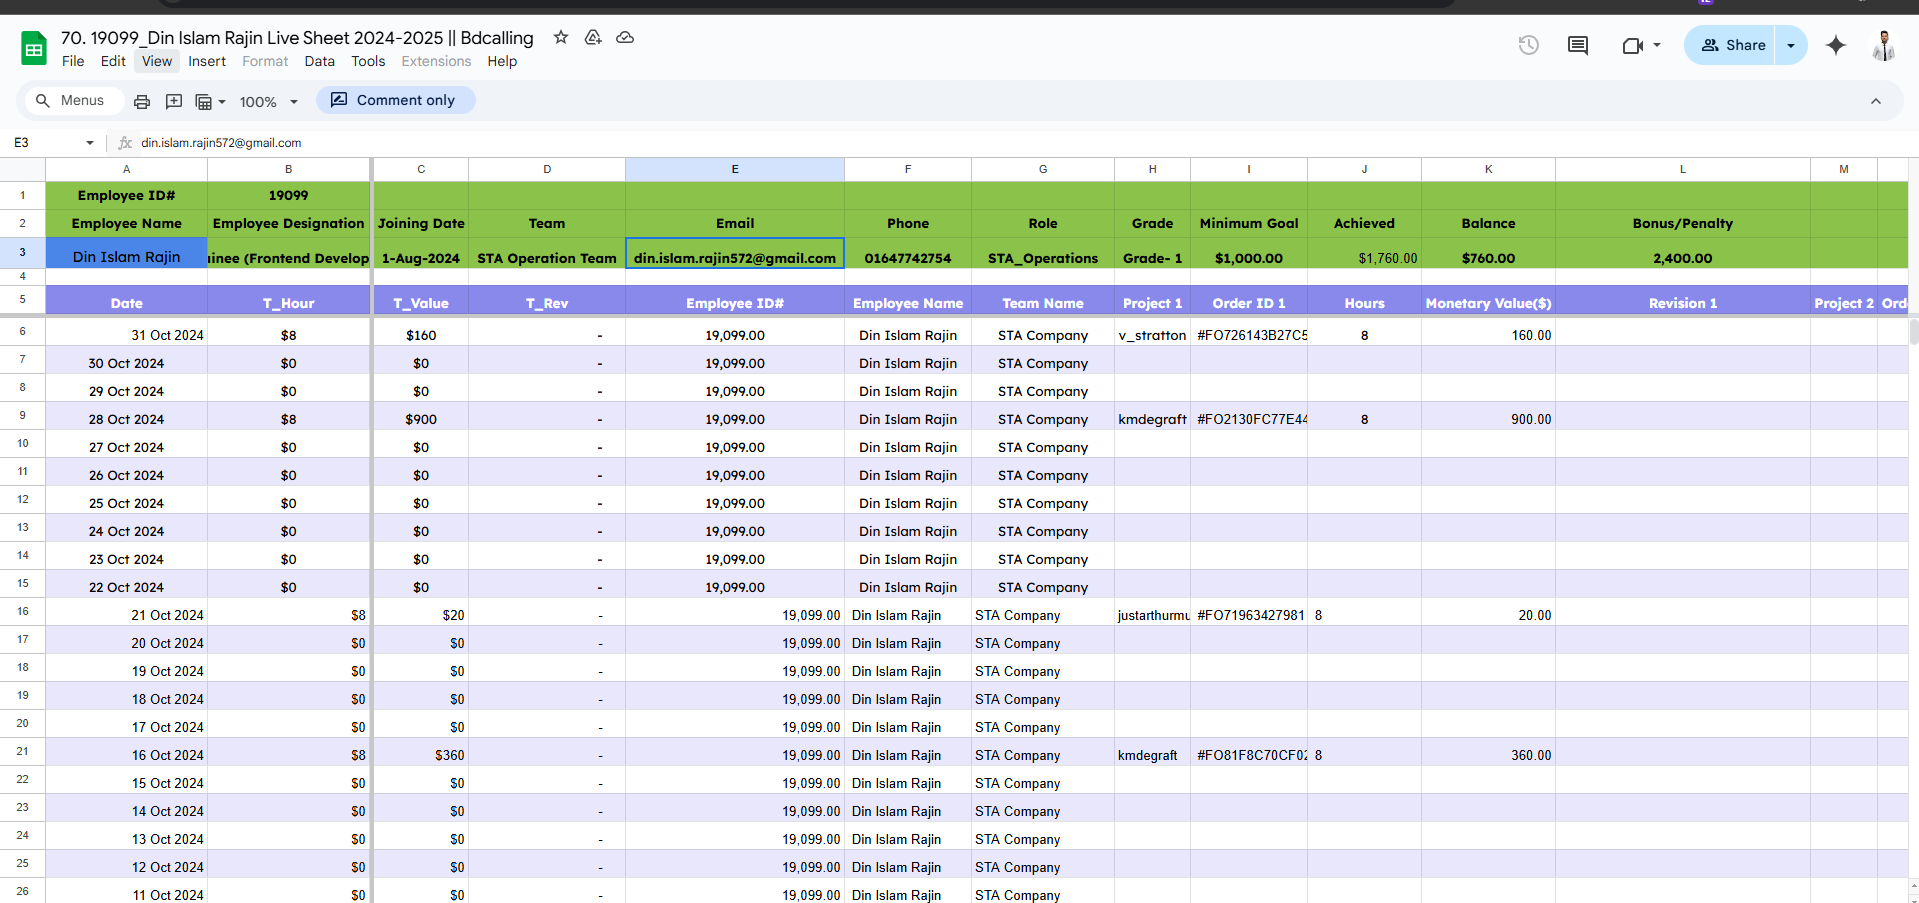 70. 19099_Din Islam Rajin Live Sheet 2024-2025 || Bdcalling
File Edit View Insert Format Data Tools Extensions Help
Share
Menus 100% Comment only
E3 din.islam.rajin572@gmail.com
A B C D E F G H I J K L M
1 Employee ID# 19099
2 Employee Name Employee Designation Joining Date Team Email Phone Role Grade Minimum Goal Achieved Balance Bonus/Penalty
3 Din Islam Rajin inee (Frontend Develop 1-Aug-2024 STA Operation Team din.islam.rajin572@gmail.com 01647742754 STA_Operations Grade- 1 $1,000.00 $1,760.00 $760.00 2,400.00
4
5 Date T_Hour T_Value T_Rev Employee ID# Employee Name Team Name Project 1 Order ID 1 Hours Monetary Value($) Revision 1 Project 2 Ord
6 31 Oct 2024 $8 $160 - 19,099.00 Din Islam Rajin STA Company v_stratton #FO726143B27C5 8 160.00
7 30 Oct 2024 $0 $0 - 19,099.00 Din Islam Rajin STA Company
8 29 Oct 2024 $0 $0 - 19,099.00 Din Islam Rajin STA Company
9 28 Oct 2024 $8 $900 - 19,099.00 Din Islam Rajin STA Company kmdegraft #FO2130FC77E44 8 900.00
10 27 Oct 2024 $0 $0 - 19,099.00 Din Islam Rajin STA Company
11 26 Oct 2024 $0 $0 - 19,099.00 Din Islam Rajin STA Company
12 25 Oct 2024 $0 $0 - 19,099.00 Din Islam Rajin STA Company
13 24 Oct 2024 $0 $0 - 19,099.00 Din Islam Rajin STA Company
14 23 Oct 2024 $0 $0 - 19,099.00 Din Islam Rajin STA Company
15 22 Oct 2024 $0 $0 - 19,099.00 Din Islam Rajin STA Company
16 21 Oct 2024 $8 $20 - 19,099.00 Din Islam Rajin STA Company justarthurmu #FO71963427981 8 20.00
17 20 Oct 2024 $0 $0 - 19,099.00 Din Islam Rajin STA Company
18 19 Oct 2024 $0 $0 - 19,099.00 Din Islam Rajin STA Company
19 18 Oct 2024 $0 $0 - 19,099.00 Din Islam Rajin STA Company
20 17 Oct 2024 $0 $0 - 19,099.00 Din Islam Rajin STA Company
21 16 Oct 2024 $8 $360 - 19,099.00 Din Islam Rajin STA Company kmdegraft #FO81F8C70CF02 8 360.00
22 15 Oct 2024 $0 $0 - 19,099.00 Din Islam Rajin STA Company
23 14 Oct 2024 $0 $0 - 19,099.00 Din Islam Rajin STA Company
24 13 Oct 2024 $0 $0 - 19,099.00 Din Islam Rajin STA Company
25 12 Oct 2024 $0 $0 - 19,099.00 Din Islam Rajin STA Company
26 11 Oct 2024 $0 $0 - 19,099.00 Din Islam Rajin STA Company